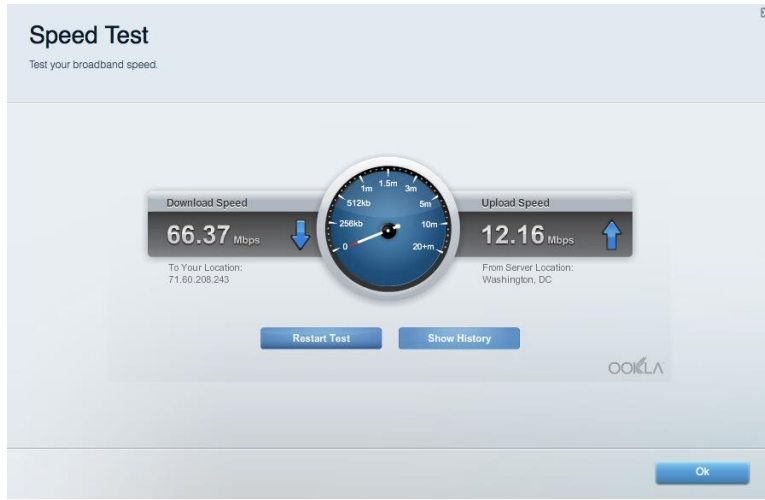 Speed Test
Test your broadband speed.
Download Speed
66.37 Mbps
To Your Location:
71.60.208.243
0
256kb
512kb
1m
1.5m
3m
5m
10m
20+m
Upload Speed
12.16 Mbps
From Server Location:
Washington, DC
Restart Test
Show History
OOKLA
Ok